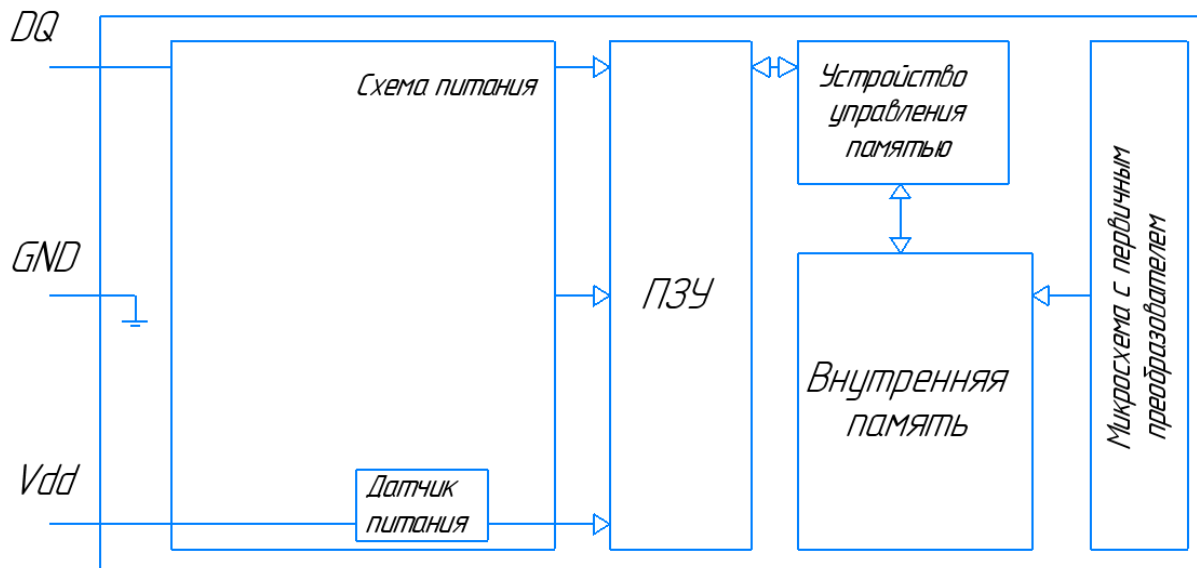 DQ
GND
Vdd
Схема питания
Датчик
питания
ПЗУ
Устройство
управления
памятью
Внутренняя
память
Микросхема с первичным
преобразователем